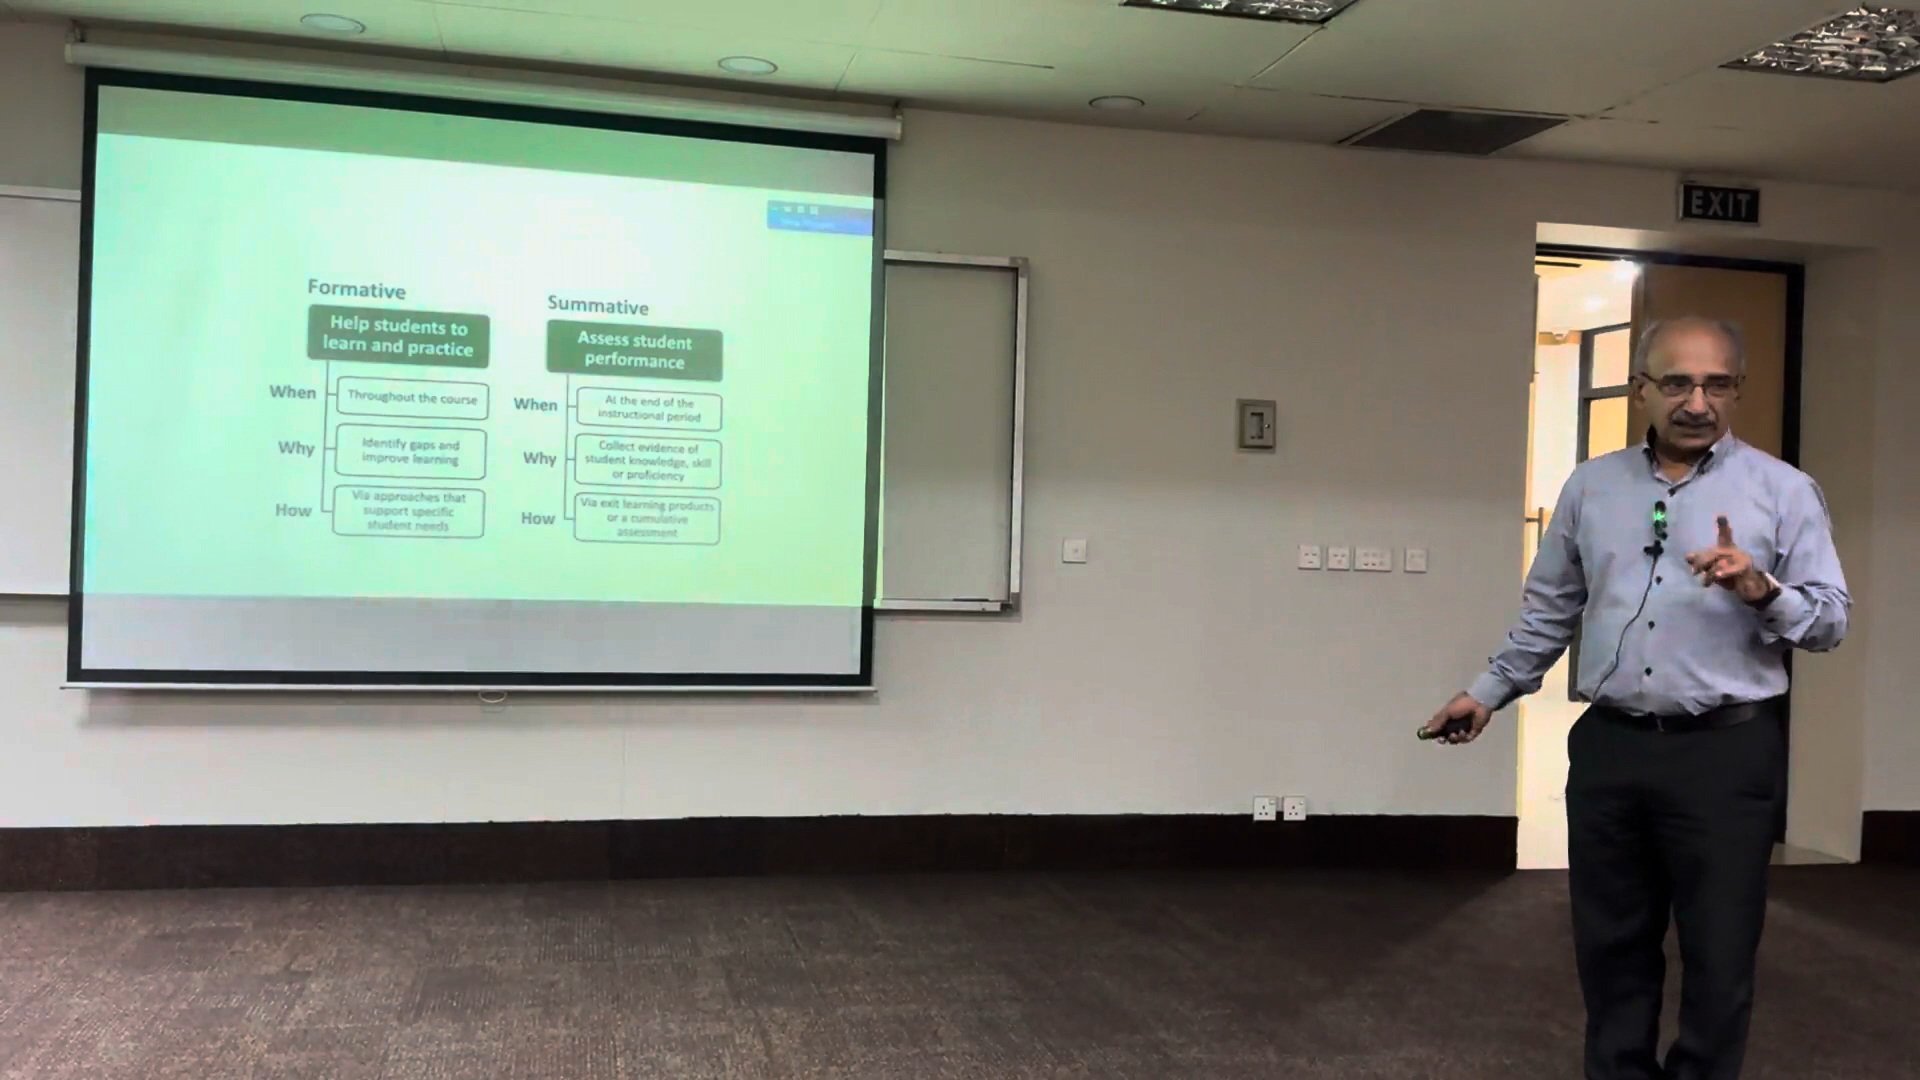 EXIT
Formative
Help students to
learn and practice
When
Throughout the course
Why
Identify gaps and
improve learning
How
Via approaches that
support specific
student needs
Summative
Assess student
performance
When
At the end of the
instructional period
Why
Collect evidence of
student knowledge, skill
or proficiency
How
Via exit learning products
or a cumulative
assessment